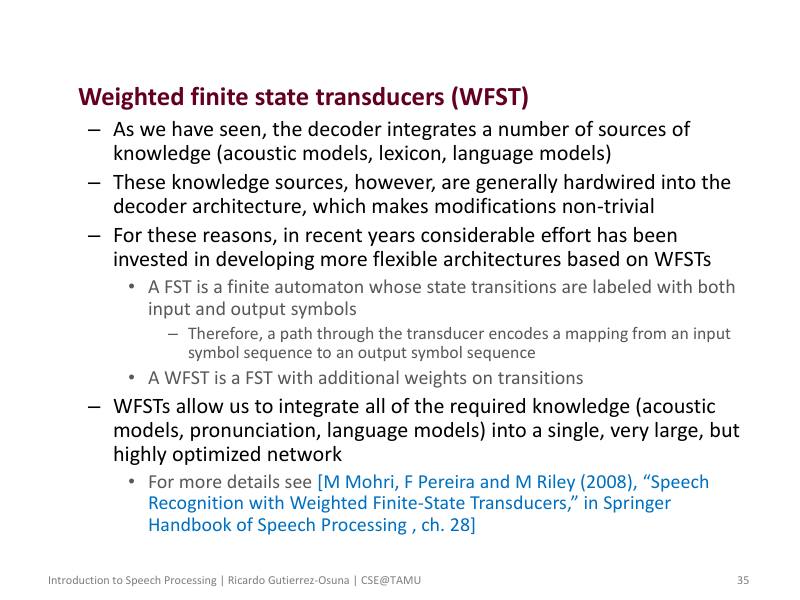 Weighted finite state transducers (WFST)
– As we have seen, the decoder integrates a number of sources of
knowledge (acoustic models, lexicon, language models)
– These knowledge sources, however, are generally hardwired into the
decoder architecture, which makes modifications non-trivial
– For these reasons, in recent years considerable effort has been
invested in developing more flexible architectures based on WFSTs
• A FST is a finite automaton whose state transitions are labeled with both
input and output symbols
– Therefore, a path through the transducer encodes a mapping from an input
symbol sequence to an output symbol sequence
• A WFST is a FST with additional weights on transitions
– WFSTs allow us to integrate all of the required knowledge (acoustic
models, pronunciation, language models) into a single, very large, but
highly optimized network
• For more details see [M Mohri, F Pereira and M Riley (2008), “Speech
Recognition with Weighted Finite-State Transducers,” in Springer
Handbook of Speech Processing , ch. 28]
Introduction to Speech Processing | Ricardo Gutierrez-Osuna | CSE@TAMU 35